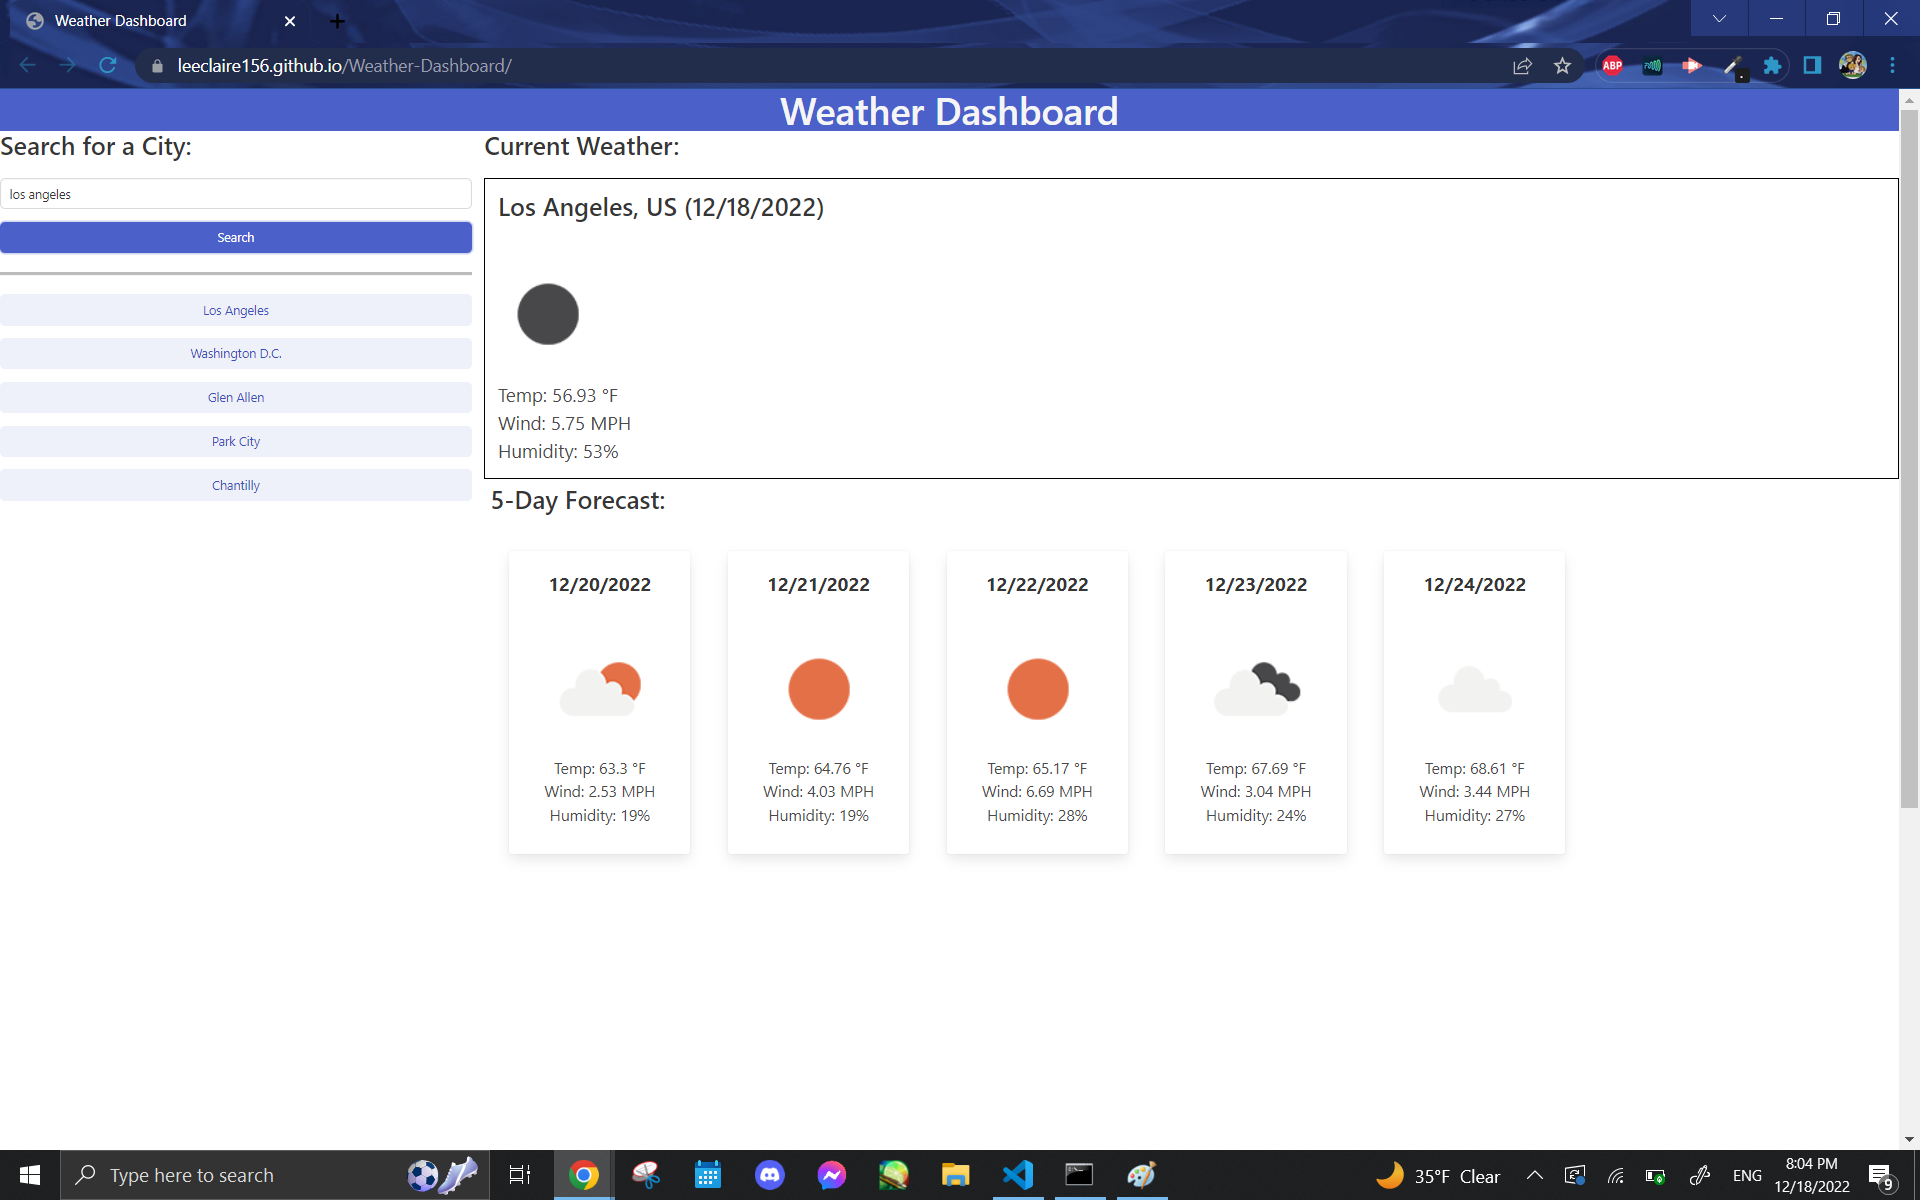 Weather Dashboard
leeclaire156.github.io/Weather-Dashboard/
ABP
Weather Dashboard
Search for a City:
los angeles
Search
Los Angeles
Washington D.C.
Glen Allen
Park City
Chantilly
Current Weather:
Los Angeles, US (12/18/2022)
Temp: 56.93 °F
Wind: 5.75 MPH
Humidity: 53%
5-Day Forecast:
12/20/2022
Temp: 63.3 °F
Wind: 2.53 MPH
Humidity: 19%
12/21/2022
Temp: 64.76 °F
Wind: 4.03 MPH
Humidity: 19%
12/22/2022
Temp: 65.17 °F
Wind: 6.69 MPH
Humidity: 28%
12/23/2022
Temp: 67.69 °F
Wind: 3.04 MPH
Humidity: 24%
12/24/2022
Temp: 68.61 °F
Wind: 3.44 MPH
Humidity: 27%
Type here to search
35°F Clear
ENG
8:04 PM
12/18/2022
9